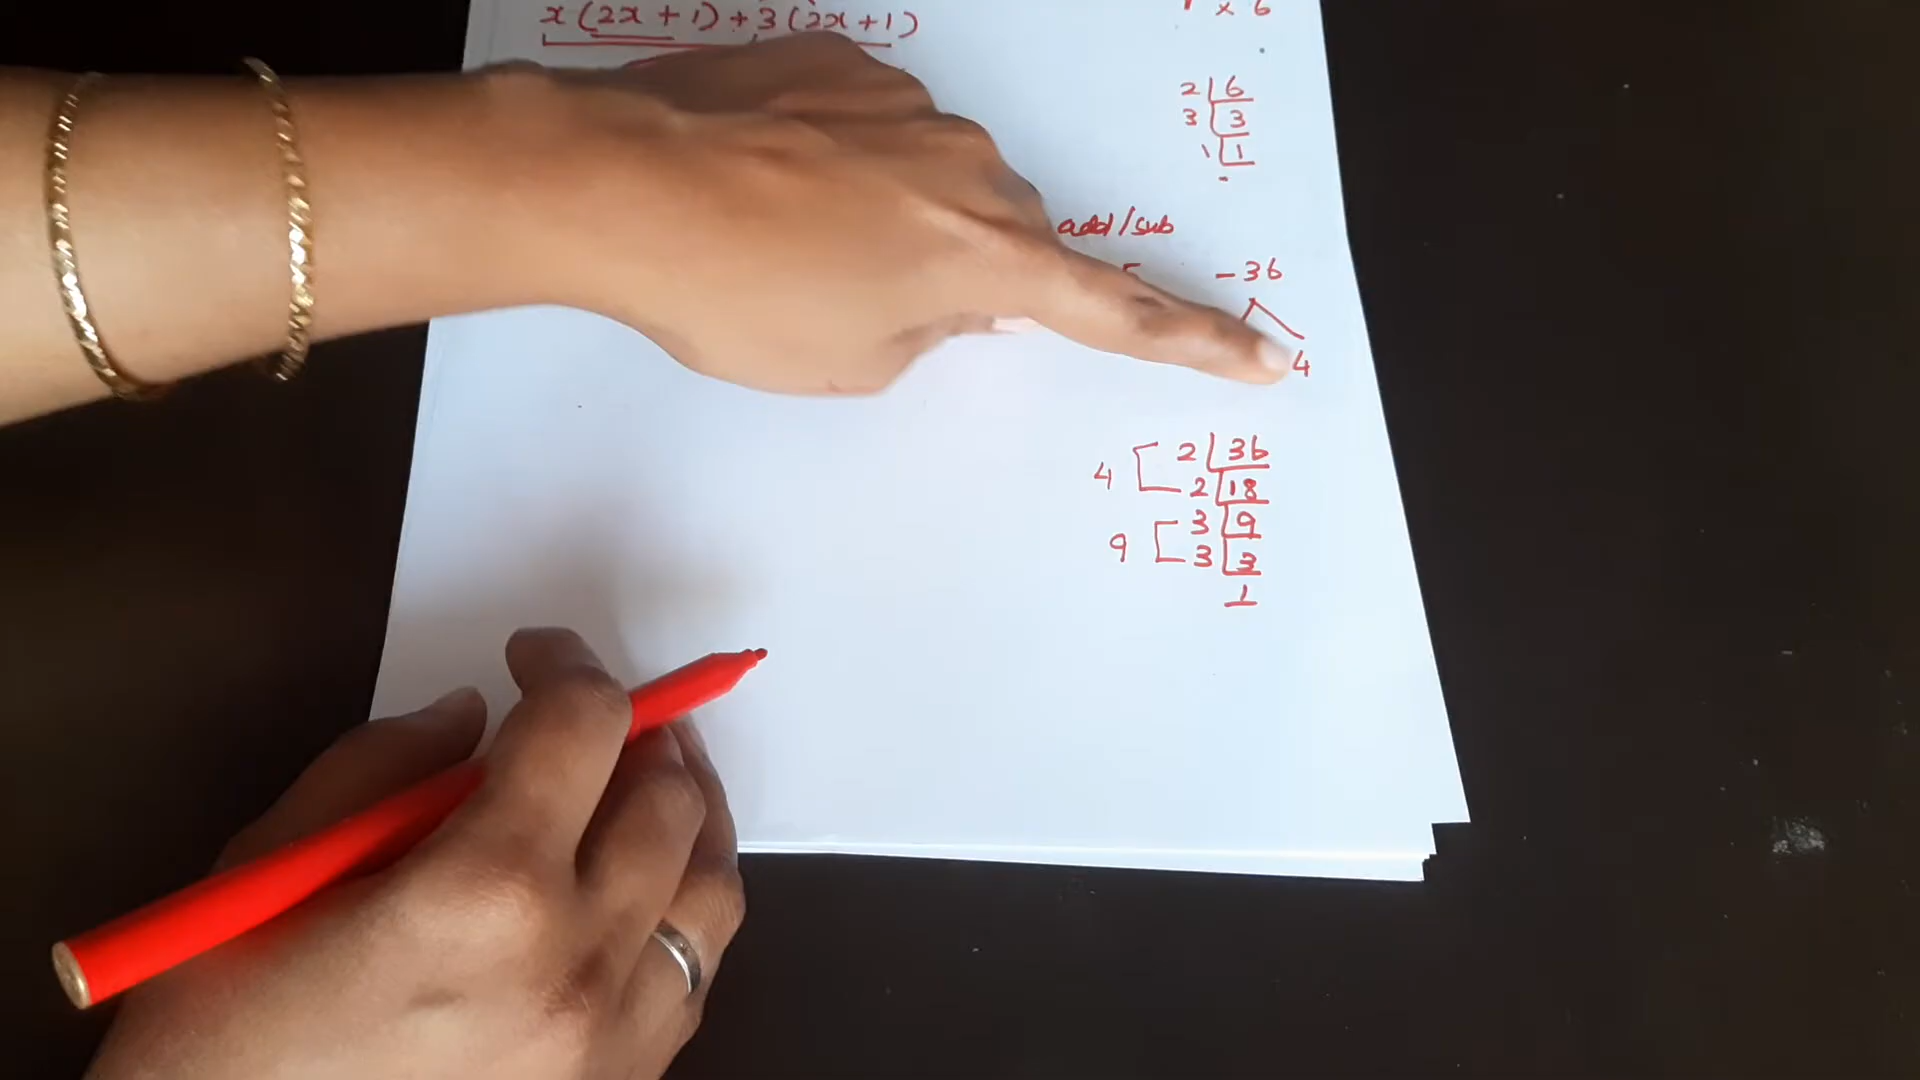 x(2x+1)+3(2x+1)
x 6
2 6
3 3
1 1
add/sub
-36
4
2 36
4 2 18
3 9
9 3 3
1